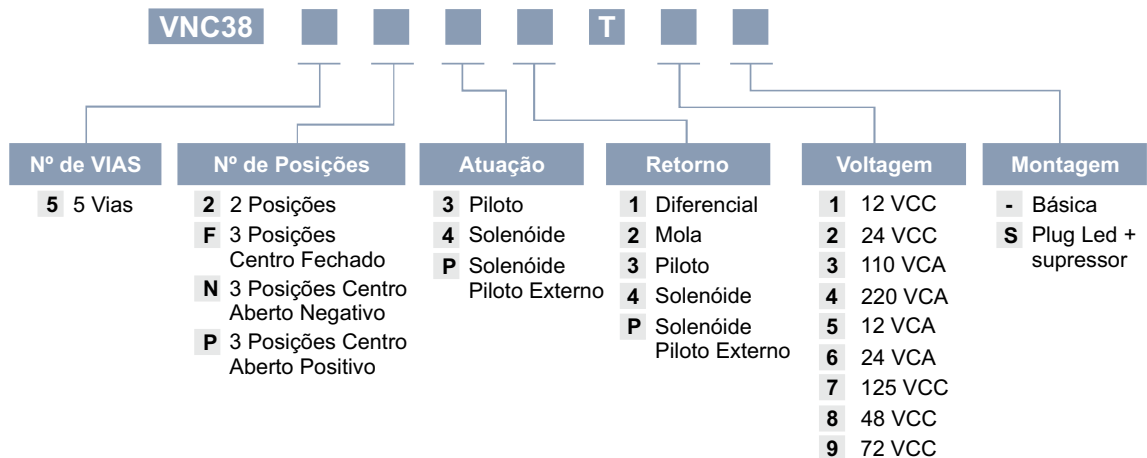 VNC38 T
Nº de VIAS
5 5 Vias
Nº de Posições
2 2 Posições
F 3 Posições
Centro Fechado
N 3 Posições Centro
Aberto Negativo
P 3 Posições Centro
Aberto Positivo
Atuação
3 Piloto
4 Solenóide
P Solenóide
Piloto Externo
Retorno
1 Diferencial
2 Mola
3 Piloto
4 Solenóide
P Solenóide
Piloto Externo
Voltagem
1 12 VCC
2 24 VCC
3 110 VCA
4 220 VCA
5 12 VCA
6 24 VCA
7 125 VCC
8 48 VCC
9 72 VCC
Montagem
- Básica
S Plug Led +
supressor